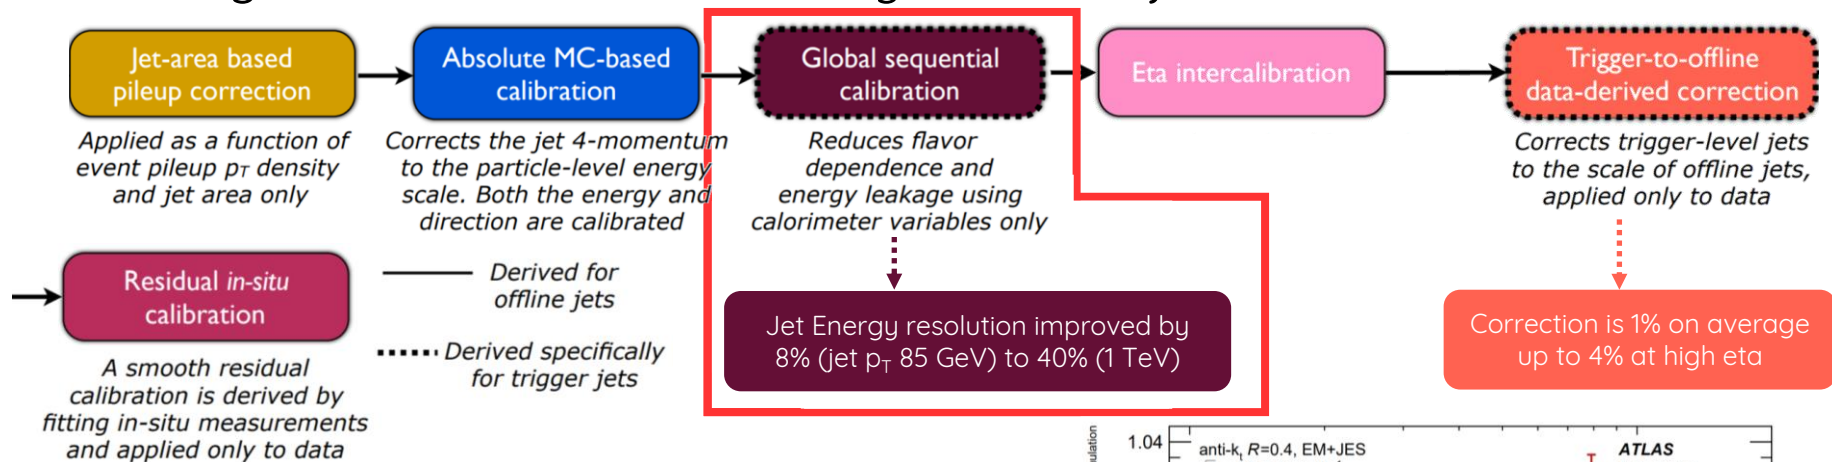 Jet-area based
pileup correction
Applied as a function of
event pileup pT density
and jet area only
Absolute MC-based
calibration
Corrects the jet 4-momentum
to the particle-level energy
scale. Both the energy and
direction are calibrated
Global sequential
calibration
Reduces flavor
dependence and
energy leakage using
calorimeter variables only
Jet Energy resolution improved by
8% (jet pT 85 GeV) to 40% (1 TeV)
Eta intercalibration
Trigger-to-offline
data-derived correction
Corrects trigger-level jets
to the scale of offline jets,
applied only to data
Correction is 1% on average
up to 4% at high eta
Residual in-situ
calibration
A smooth residual
calibration is derived by
fitting in-situ measurements
and applied only to data
Derived for
offline jets
Derived specifically
for trigger jets
1.04
anti-kt R=0.4, EM+JES
ATLAS